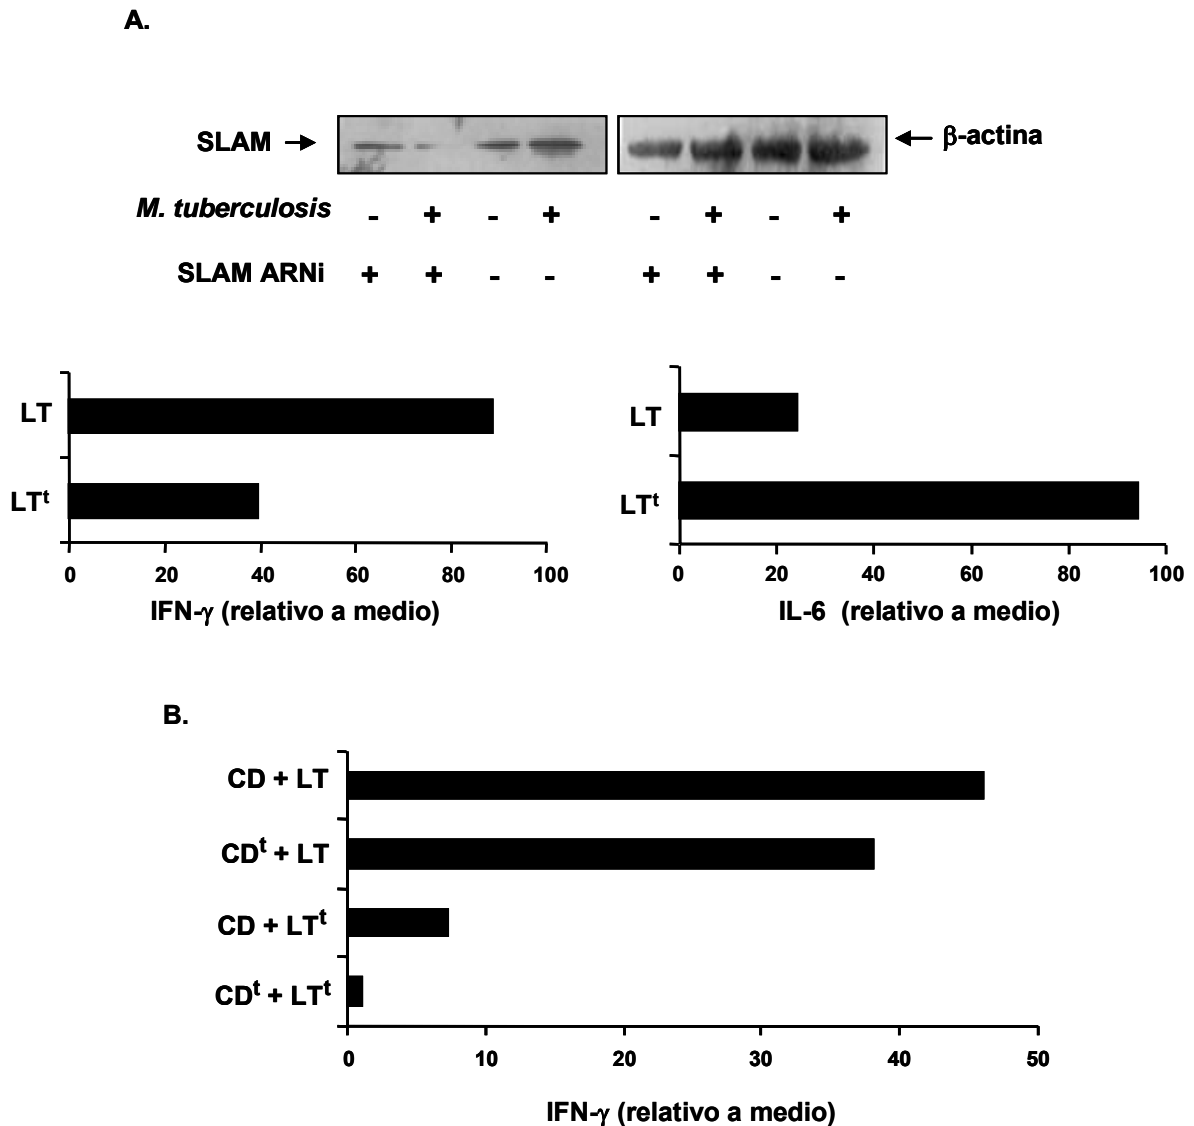 A.
SLAM → ← β-actina
M. tuberculosis - + - + - + - +
SLAM ARNi + + - - + + - -
LT
LTᵗ
0 20 40 60 80 100
IFN-γ (relativo a medio)
LT
LTᵗ
0 20 40 60 80 100
IL-6 (relativo a medio)
B.
CD + LT
CDᵗ + LT
CD + LTᵗ
CDᵗ + LTᵗ
0 10 20 30 40 50
IFN-γ (relativo a medio)